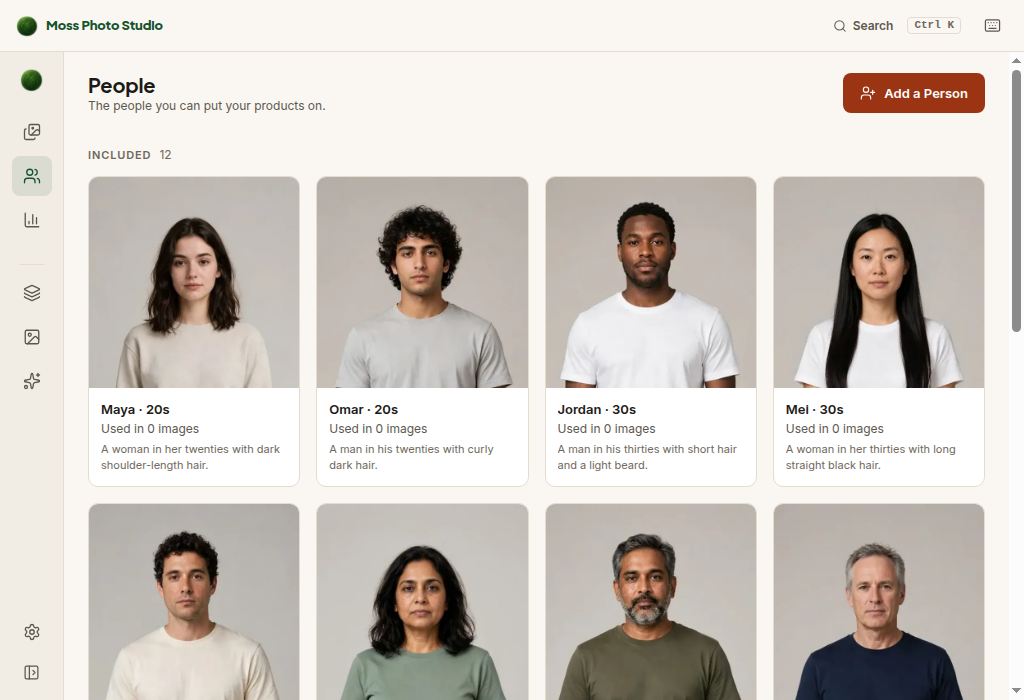 Moss Photo Studio
Search Ctrl K
People
The people you can put your products on.
Add a Person
INCLUDED 12
Maya · 20s
Used in 0 images
A woman in her twenties with dark
shoulder-length hair.
Omar · 20s
Used in 0 images
A man in his twenties with curly
dark hair.
Jordan · 30s
Used in 0 images
A man in his thirties with short hair
and a light beard.
Mei · 30s
Used in 0 images
A woman in her thirties with long
straight black hair.